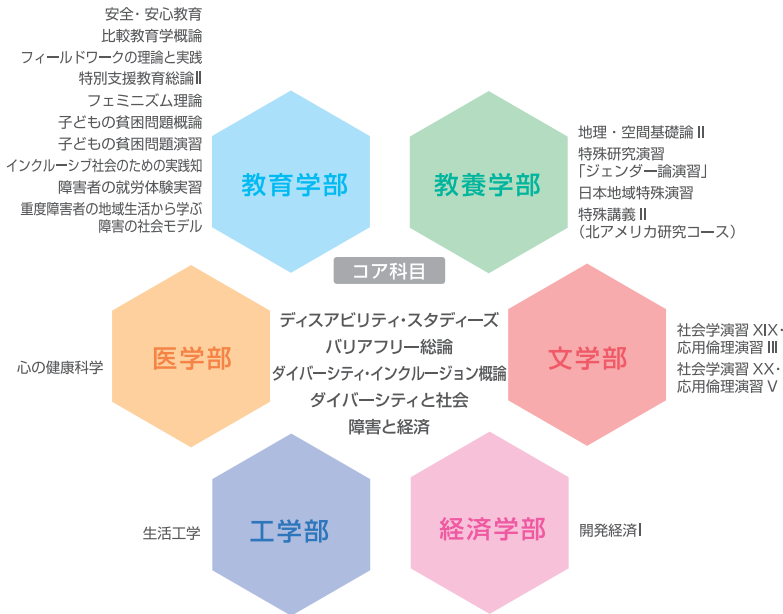 安全・安心教育
比較教育学概論
フィールドワークの理論と実践
特別支援教育総論Ⅱ
フェミニズム理論
子どもの貧困問題概論
子どもの貧困問題演習
インクルーシブ社会のための実践知
障害者の就労体験実習
重度障害者の地域生活から学ぶ
障害の社会モデル
教育学部
教養学部
地理・空間基礎論Ⅱ
特殊研究演習
「ジェンダー論演習」
日本地域特殊演習
特殊講義Ⅱ
（北アメリカ研究コース）
コア科目
ディスアビリティ・スタディーズ
バリアフリー総論
ダイバーシティ・インクルージョン概論
ダイバーシティと社会
障害と経済
心の健康科学
医学部
文学部
社会学演習 XIX・
応用倫理演習Ⅲ
社会学演習 XX・
応用倫理演習Ⅴ
生活工学
工学部
経済学部
開発経済Ⅰ